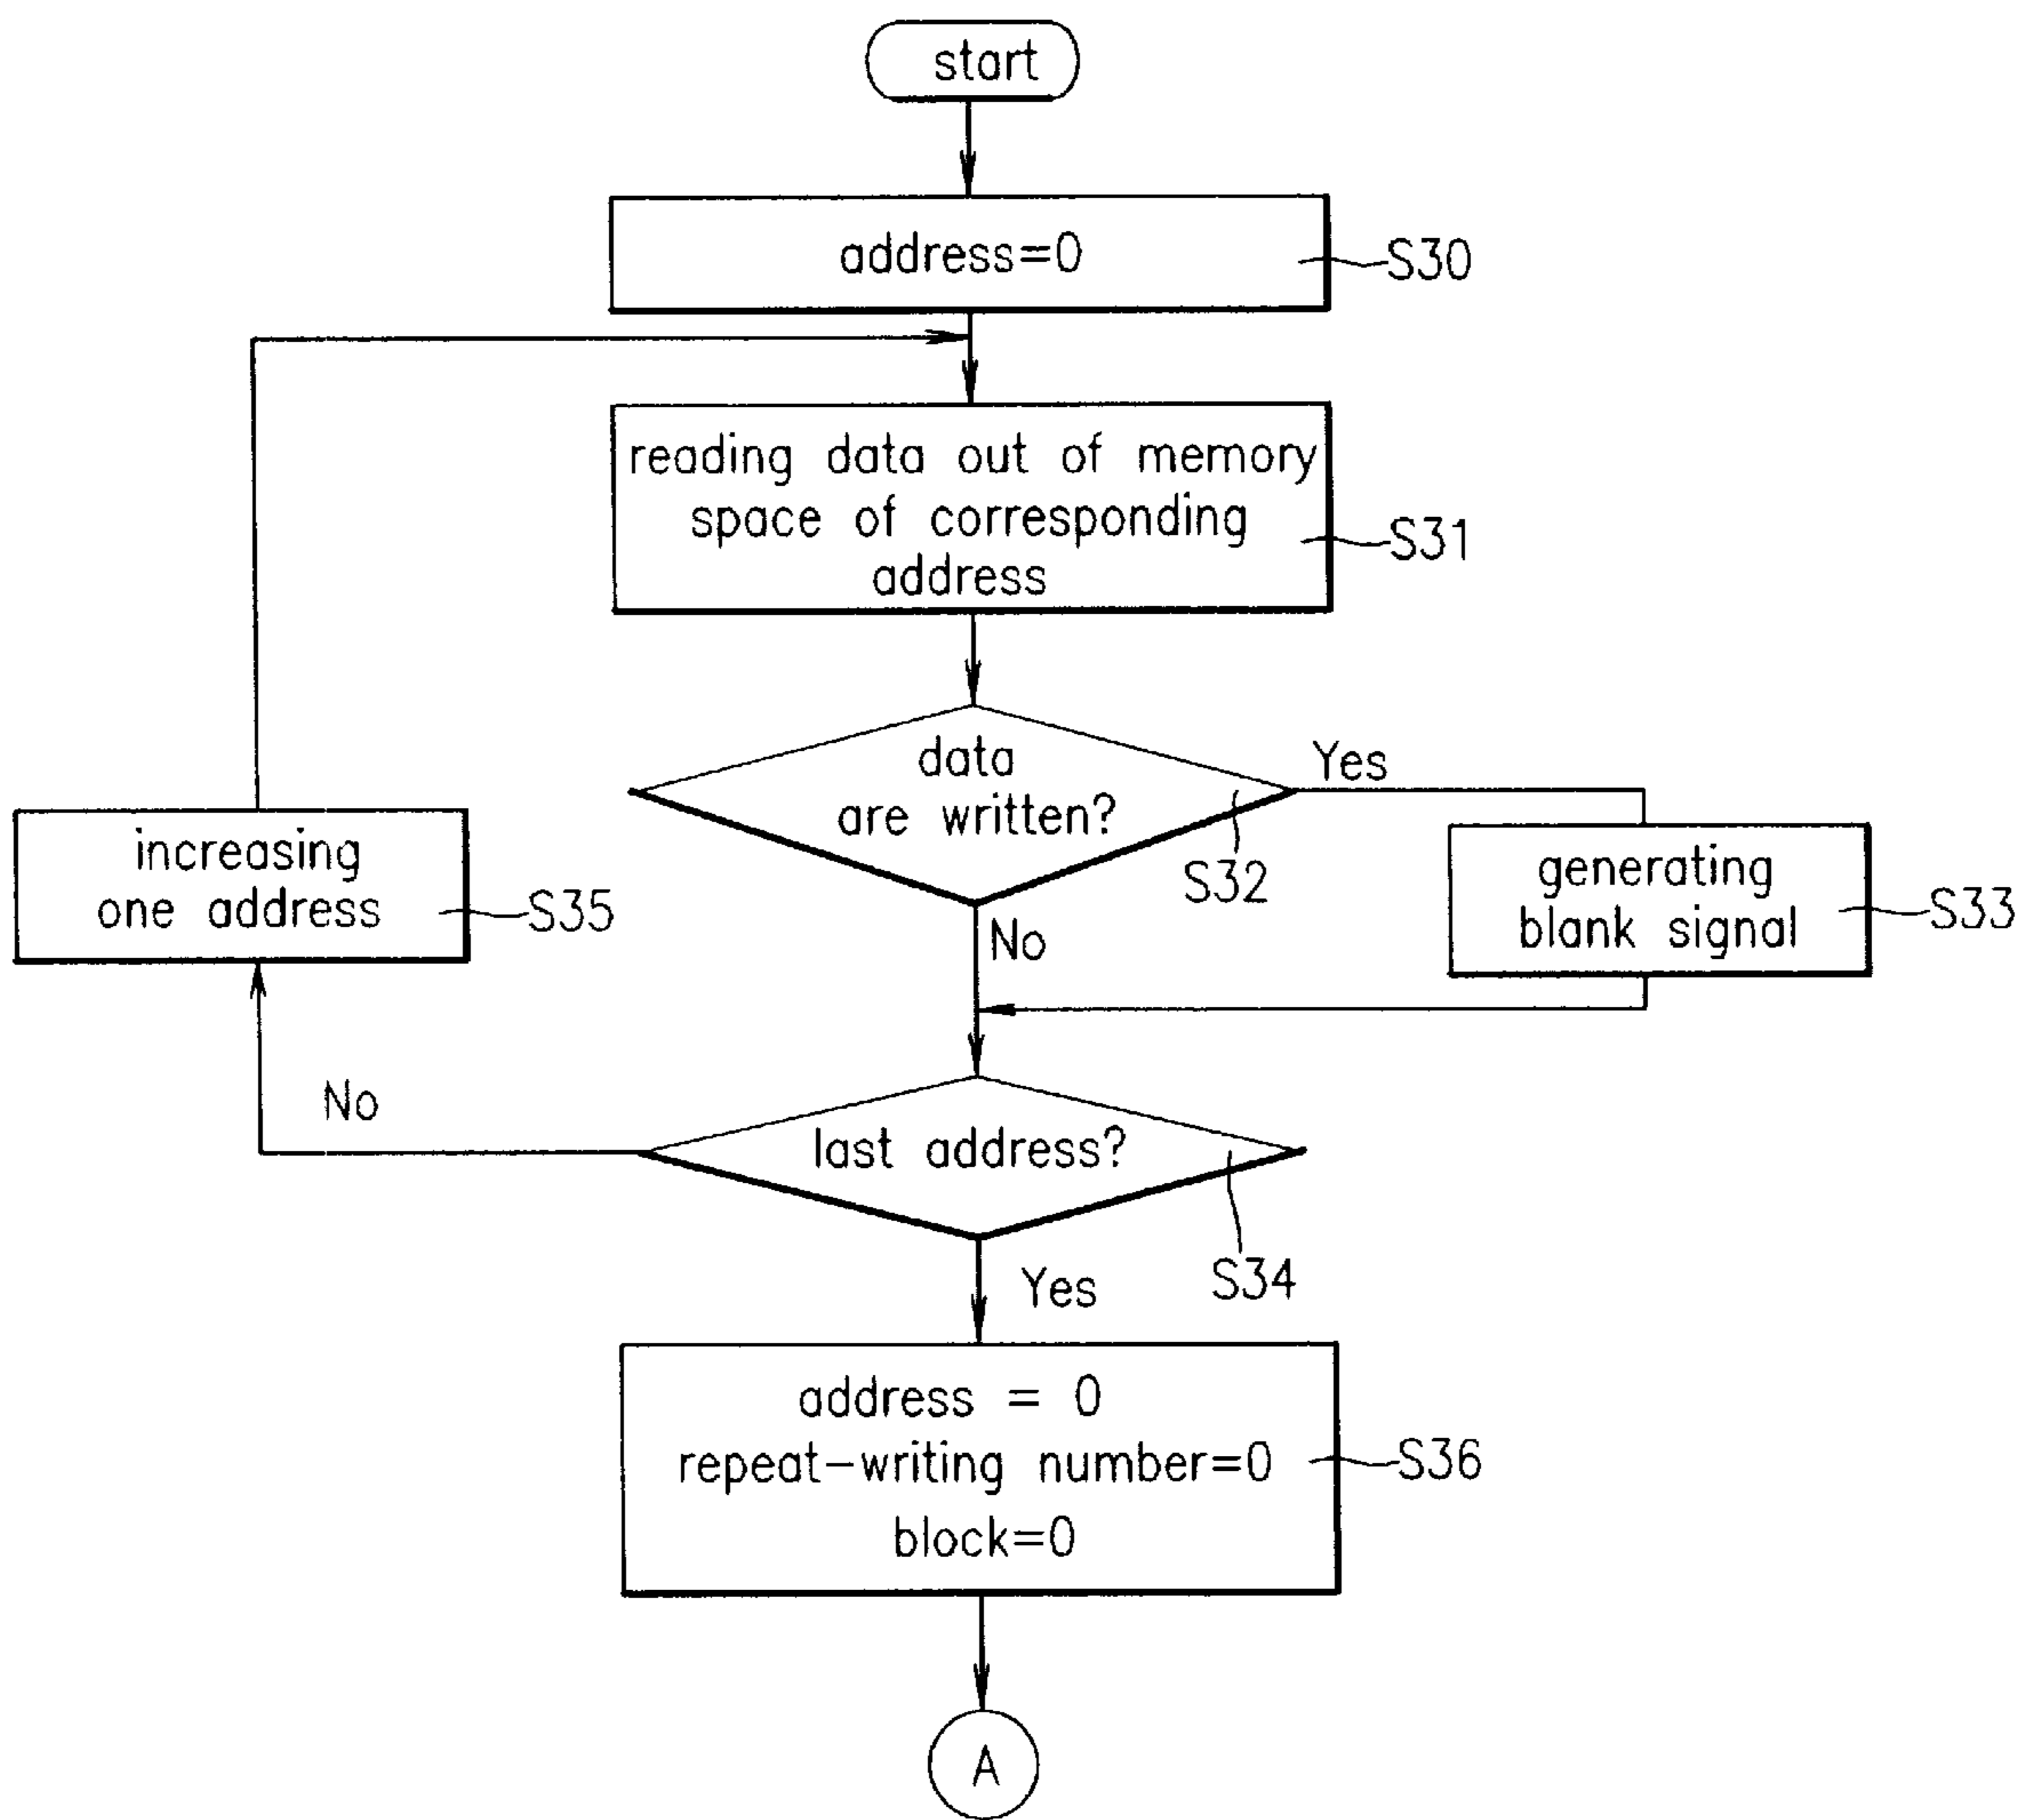 start
address=0
S30
reading data out of memory
space of corresponding
address
S31
data
are written?
Yes
S32
No
generating
blank signal
S33
increasing
one address
S35
No
last address?
S34
Yes
address = 0
repeat-writing number=0
block=0
S36
A